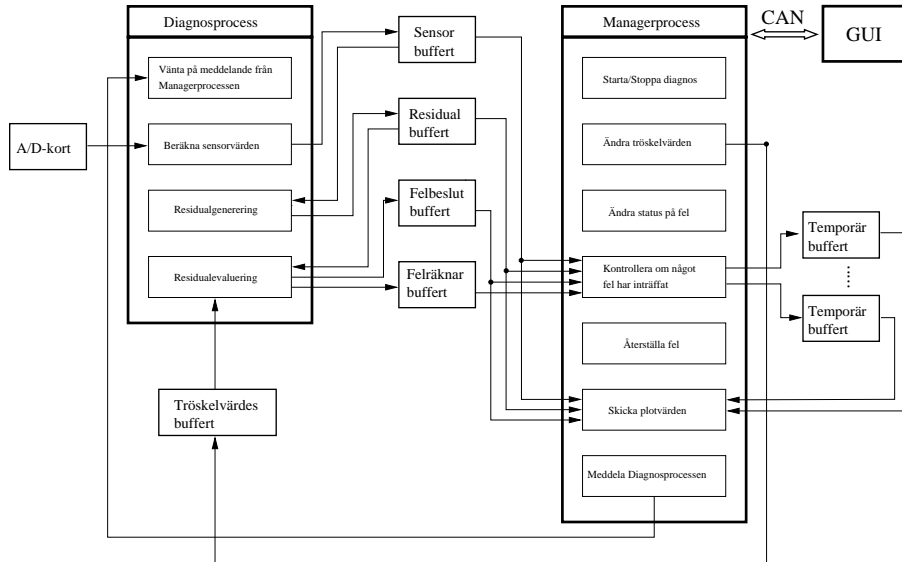 Diagnosprocess
Vänta på meddelande från
Managerprocessen
Beräkna sensorvärden
Residualgenerering
Residualevaluering
A/D-kort
Tröskelvärdes
buffert
Sensor
buffert
Residual
buffert
Felbeslut
buffert
Felräknar
buffert
Managerprocess
Starta/Stoppa diagnos
Ändra tröskelvärden
Ändra status på fel
Kontrollera om något
fel har inträffat
Återställa fel
Skicka plotvärden
Meddela Diagnosprocessen
CAN
GUI
Temporär
buffert
Temporär
buffert